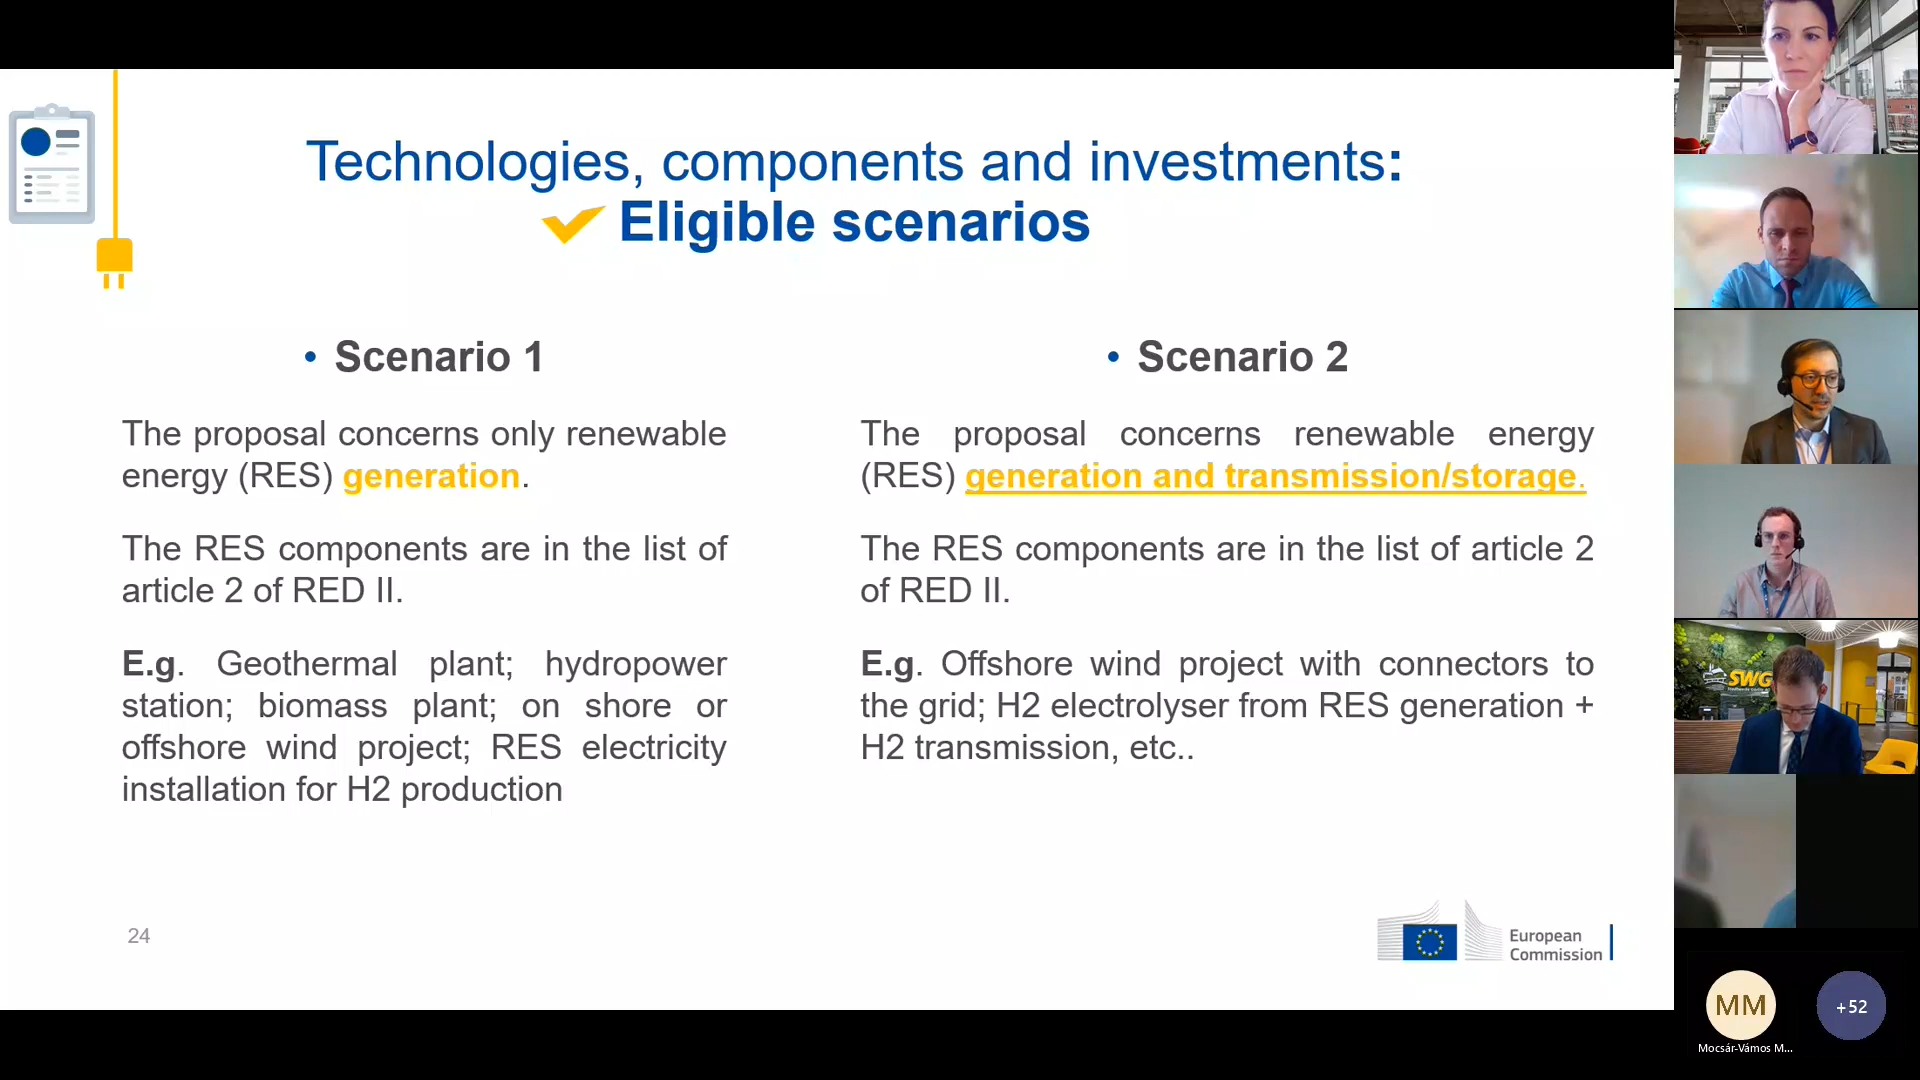 Technologies, components and investments:
Eligible scenarios
• Scenario 1
The proposal concerns only renewable
energy (RES) generation.
The RES components are in the list of
article 2 of RED II.
E.g. Geothermal plant; hydropower
station; biomass plant; on shore or
offshore wind project; RES electricity
installation for H2 production
• Scenario 2
The proposal concerns renewable energy
(RES) generation and transmission/storage.
The RES components are in the list of article 2
of RED II.
E.g. Offshore wind project with connectors to
the grid; H2 electrolyser from RES generation +
H2 transmission, etc..
24
European
Commission
SWG
MM
+52
Mocsár-Vámos M...